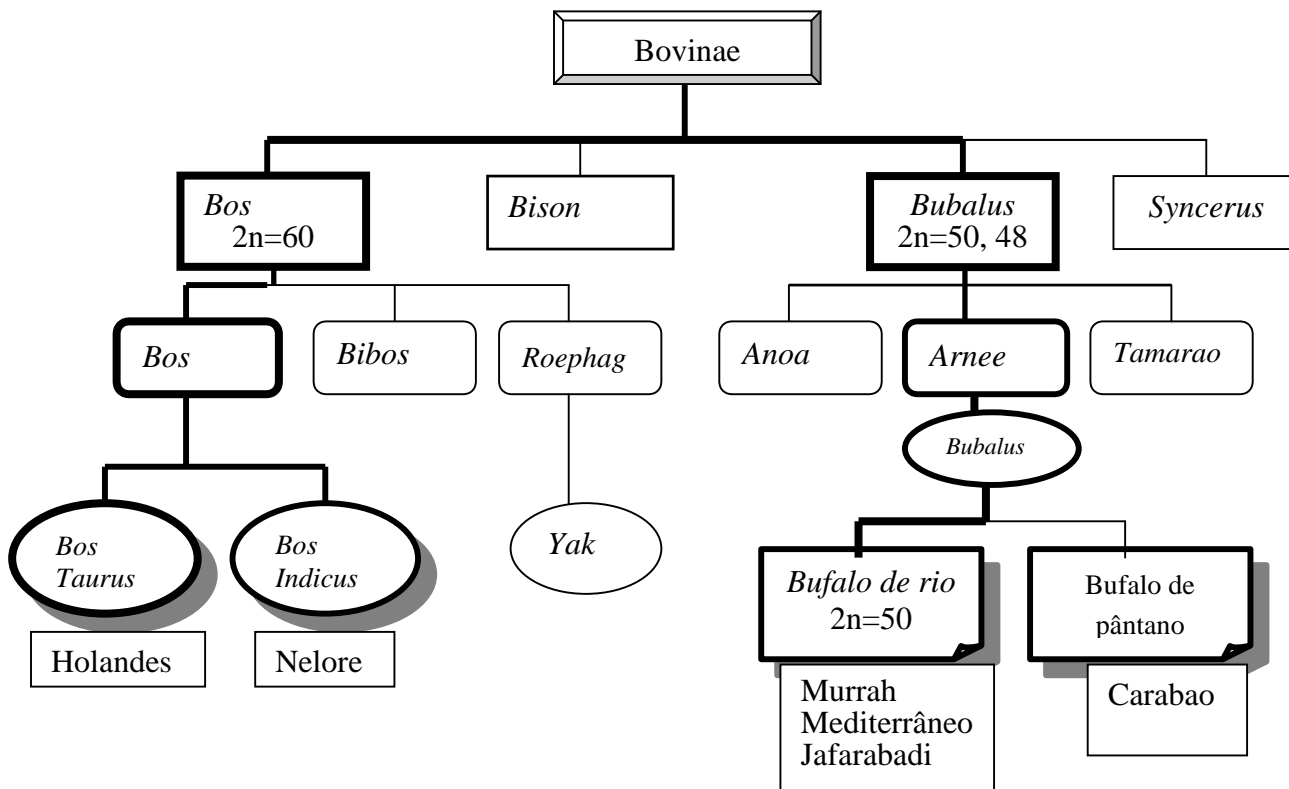 Bovinae
Bos
2n=60
Bison
Bubalus
2n=50, 48
Syncerus
Bos
Bibos
Roephag
Anoa
Arnee
Tamarao
Bubalus
Bos
Taurus
Bos
Indicus
Yak
Bufalo de rio
2n=50
Bufalo de
pântano
Holandes
Nelore
Murrah
Mediterrâneo
Jafarabadi
Carabao